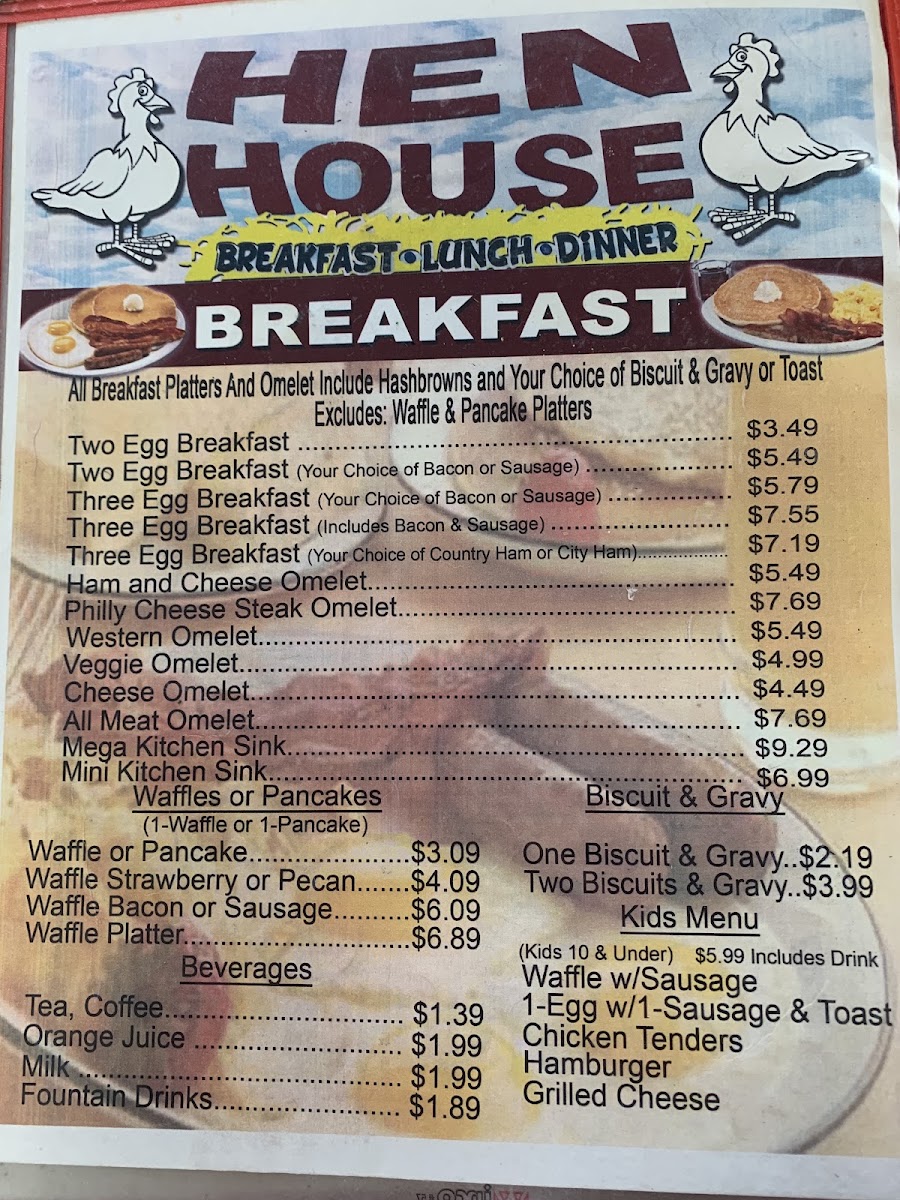 HEN
HOUSE
BREAKFAST•LUNCH•DINNER
BREAKFAST
All Breakfast Platters And Omelet Include Hashbrowns and Your Choice of Biscuit & Gravy or Toast
Excludes: Waffle & Pancake Platters
Two Egg Breakfast ........ $3.49
Two Egg Breakfast (Your Choice of Bacon or Sausage) ........ $5.49
Three Egg Breakfast (Your Choice of Bacon or Sausage) ........ $5.79
Three Egg Breakfast (Includes Bacon & Sausage) ........ $7.55
Three Egg Breakfast (Your Choice of Country Ham or City Ham)........ $7.19
Ham and Cheese Omelet........ $5.49
Philly Cheese Steak Omelet........ $7.69
Western Omelet........ $5.49
Veggie Omelet........ $4.99
Cheese Omelet........ $4.49
All Meat Omelet........ $7.69
Mega Kitchen Sink........ $9.29
Mini Kitchen Sink........ $6.99
Waffles or Pancakes
(1-Waffle or 1-Pancake)
Waffle or Pancake........$3.09
Waffle Strawberry or Pecan.......$4.09
Waffle Bacon or Sausage..........$6.09
Waffle Platter........$6.89
Beverages
Tea, Coffee........ $1.39
Orange Juice ........ $1.99
Milk ........ $1.99
Fountain Drinks........ $1.89
Biscuit & Gravy
One Biscuit & Gravy..$2.19
Two Biscuits & Gravy..$3.99
Kids Menu
(Kids 10 & Under) $5.99 Includes Drink
Waffle w/Sausage
1-Egg w/1-Sausage & Toast
Chicken Tenders
Hamburger
Grilled Cheese